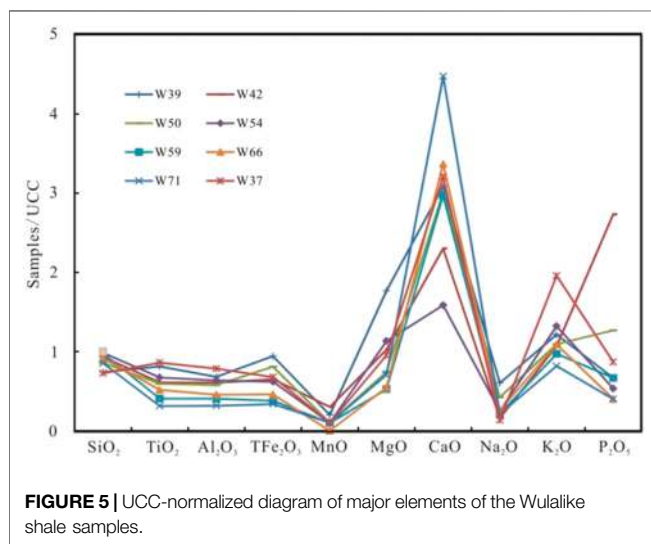 5
4
3
2
1
0
Samples/UCC
W39 W42
W50 W54
W59 W66
W71 W37
SiO₂ TiO₂ Al₂O₃ TFe₂O₃ MnO MgO CaO Na₂O K₂O P₂O₅
FIGURE 5 | UCC-normalized diagram of major elements of the Wulalike
shale samples.